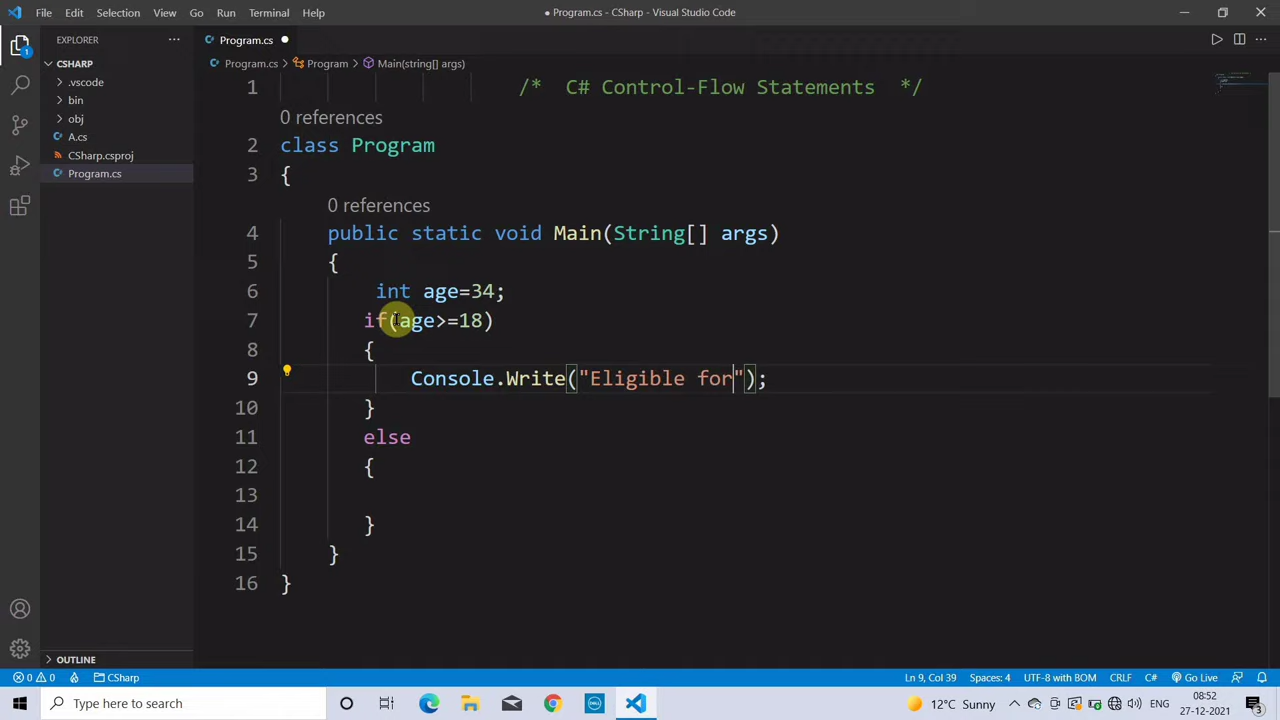 File Edit Selection View Go Run Terminal Help
● Program.cs - CSharp - Visual Studio Code
EXPLORER ···
Program.cs ●
CSHARP
Program.cs > Program > Main(string[] args)
.vscode
bin
obj
A.cs
CSharp.csproj
Program.cs
1 /* C# Control-Flow Statements */
0 references
2 class Program
3 {
0 references
4 public static void Main(String[] args)
5 {
6 int age=34;
7 if(age>=18)
8 {
9 Console.Write("Eligible for");
10 }
11 else
12 {
13
14 }
15 }
16 }
1
OUTLINE
0 0 CSharp
Ln 9, Col 39 Spaces: 4 UTF-8 with BOM CRLF C# Go Live
Type here to search
DELL
12°C Sunny
ENG
08:52
27-12-2021
3